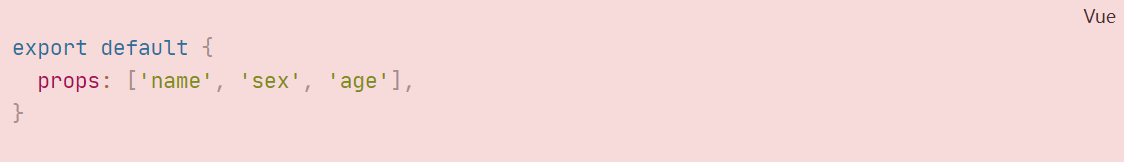 Vue
export default {
  props: ['name', 'sex', 'age'],
}